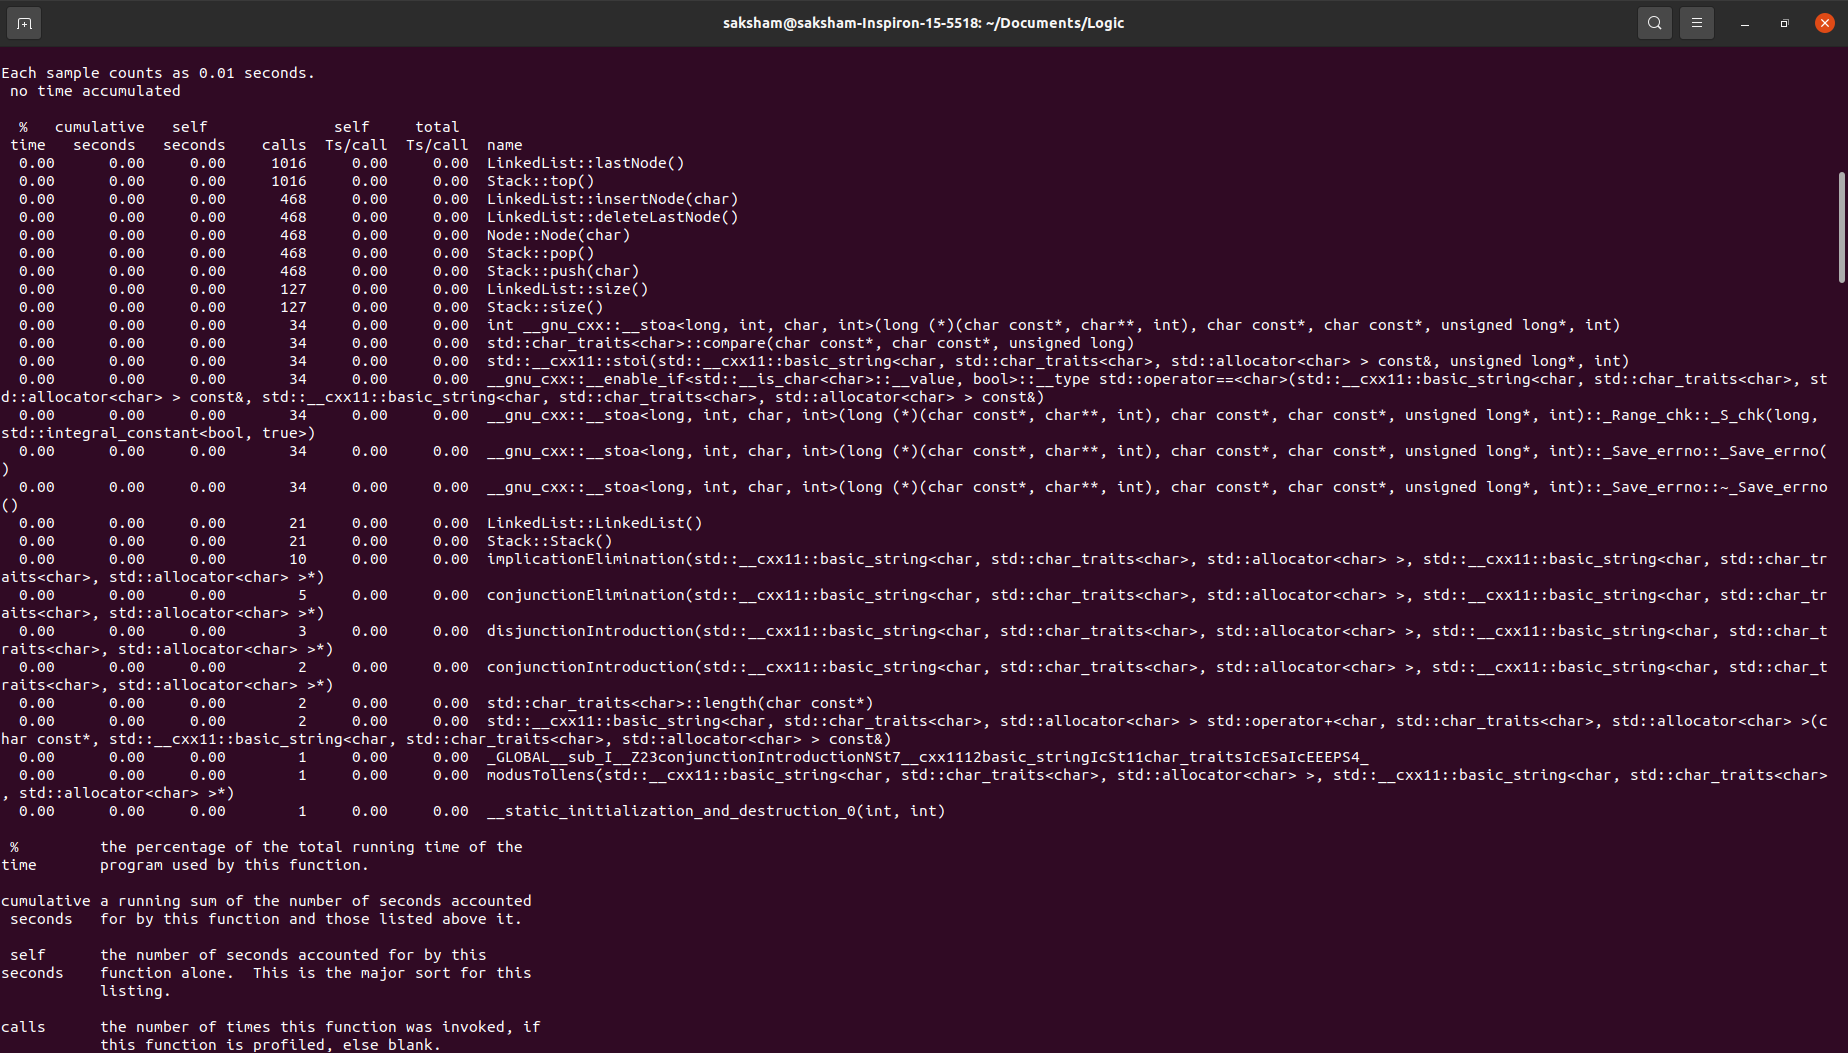 saksham@saksham-Inspiron-15-5518: ~/Documents/Logic
Each sample counts as 0.01 seconds.
 no time accumulated

  %   cumulative   self              self     total
 time   seconds   seconds    calls  Ts/call  Ts/call  name
  0.00      0.00     0.00     1016     0.00     0.00  LinkedList::lastNode()
  0.00      0.00     0.00     1016     0.00     0.00  Stack::top()
  0.00      0.00     0.00      468     0.00     0.00  LinkedList::insertNode(char)
  0.00      0.00     0.00      468     0.00     0.00  LinkedList::deleteLastNode()
  0.00      0.00     0.00      468     0.00     0.00  Node::Node(char)
  0.00      0.00     0.00      468     0.00     0.00  Stack::pop()
  0.00      0.00     0.00      468     0.00     0.00  Stack::push(char)
  0.00      0.00     0.00      127     0.00     0.00  LinkedList::size()
  0.00      0.00     0.00      127     0.00     0.00  Stack::size()
  0.00      0.00     0.00       34     0.00     0.00  int __gnu_cxx::__stoa<long, int, char, int>(long (*)(char const*, char**, int), char const*, char const*, unsigned long*, int)
  0.00      0.00     0.00       34     0.00     0.00  std::char_traits<char>::compare(char const*, char const*, unsigned long)
  0.00      0.00     0.00       34     0.00     0.00  std::__cxx11::stoi(std::__cxx11::basic_string<char, std::char_traits<char>, std::allocator<char> > const&, unsigned long*, int)
  0.00      0.00     0.00       34     0.00     0.00  __gnu_cxx::__enable_if<std::__is_char<char>::__value, bool>::__type std::operator==<char>(std::__cxx11::basic_string<char, std::char_traits<char>, st
d::allocator<char> > const&, std::__cxx11::basic_string<char, std::char_traits<char>, std::allocator<char> > const&)
  0.00      0.00     0.00       34     0.00     0.00  __gnu_cxx::__stoa<long, int, char, int>(long (*)(char const*, char**, int), char const*, char const*, unsigned long*, int)::_Range_chk::_S_chk(long,
std::integral_constant<bool, true>)
  0.00      0.00     0.00       34     0.00     0.00  __gnu_cxx::__stoa<long, int, char, int>(long (*)(char const*, char**, int), char const*, char const*, unsigned long*, int)::_Save_errno::_Save_errno(
)
  0.00      0.00     0.00       34     0.00     0.00  __gnu_cxx::__stoa<long, int, char, int>(long (*)(char const*, char**, int), char const*, char const*, unsigned long*, int)::_Save_errno::~_Save_errno
()
  0.00      0.00     0.00       21     0.00     0.00  LinkedList::LinkedList()
  0.00      0.00     0.00       21     0.00     0.00  Stack::Stack()
  0.00      0.00     0.00       10     0.00     0.00  implicationElimination(std::__cxx11::basic_string<char, std::char_traits<char>, std::allocator<char> >, std::__cxx11::basic_string<char, std::char_tr
aits<char>, std::allocator<char> >*)
  0.00      0.00     0.00        5     0.00     0.00  conjunctionElimination(std::__cxx11::basic_string<char, std::char_traits<char>, std::allocator<char> >, std::__cxx11::basic_string<char, std::char_tr
aits<char>, std::allocator<char> >*)
  0.00      0.00     0.00        3     0.00     0.00  disjunctionIntroduction(std::__cxx11::basic_string<char, std::char_traits<char>, std::allocator<char> >, std::__cxx11::basic_string<char, std::char_t
raits<char>, std::allocator<char> >*)
  0.00      0.00     0.00        2     0.00     0.00  conjunctionIntroduction(std::__cxx11::basic_string<char, std::char_traits<char>, std::allocator<char> >, std::__cxx11::basic_string<char, std::char_t
raits<char>, std::allocator<char> >*)
  0.00      0.00     0.00        2     0.00     0.00  std::char_traits<char>::length(char const*)
  0.00      0.00     0.00        2     0.00     0.00  std::__cxx11::basic_string<char, std::char_traits<char>, std::allocator<char> > std::operator+<char, std::char_traits<char>, std::allocator<char> >(c
har const*, std::__cxx11::basic_string<char, std::char_traits<char>, std::allocator<char> > const&)
  0.00      0.00     0.00        1     0.00     0.00  _GLOBAL__sub_I__Z23conjunctionIntroductionNSt7__cxx1112basic_stringIcSt11char_traitsIcESaIcEEEPS4_
  0.00      0.00     0.00        1     0.00     0.00  modusTollens(std::__cxx11::basic_string<char, std::char_traits<char>, std::allocator<char> >, std::__cxx11::basic_string<char, std::char_traits<char>
, std::allocator<char> >*)
  0.00      0.00     0.00        1     0.00     0.00  __static_initialization_and_destruction_0(int, int)

 %         the percentage of the total running time of the
time       program used by this function.

cumulative a running sum of the number of seconds accounted
 seconds   for by this function and those listed above it.

 self      the number of seconds accounted for by this
seconds    function alone.  This is the major sort for this
           listing.

calls      the number of times this function was invoked, if
           this function is profiled, else blank.